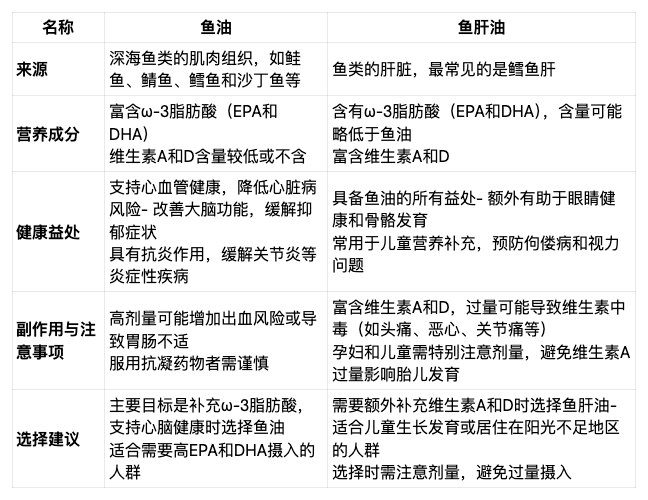 名称
鱼油
鱼肝油
来源
深海鱼类的肌肉组织，如鲑
鱼、鲭鱼、鳕鱼和沙丁鱼等
鱼类的肝脏，最常见的是鳕鱼肝
营养成分
富含ω-3脂肪酸（EPA和
DHA）
维生素A和D含量较低或不含
含有ω-3脂肪酸（EPA和DHA），含量可能
略低于鱼油
富含维生素A和D
健康益处
支持心血管健康，降低心脏病
风险- 改善大脑功能，缓解抑
郁症状
具有抗炎作用，缓解关节炎等
炎症性疾病
具备鱼油的所有益处- 额外有助于眼睛健
康和骨骼发育
常用于儿童营养补充，预防佝偻病和视力
问题
副作用与注
意事项
高剂量可能增加出血风险或导
致胃肠不适
服用抗凝药物者需谨慎
富含维生素A和D，过量可能导致维生素中
毒（如头痛、恶心、关节痛等）
孕妇和儿童需特别注意剂量，避免维生素A
过量影响胎儿发育
选择建议
主要目标是补充ω-3脂肪酸，
支持心脑健康时选择鱼油
适合需要高EPA和DHA摄入的
人群
需要额外补充维生素A和D时选择鱼肝油-
适合儿童生长发育或居住在阳光不足地区
的人群
选择时需注意剂量，避免过量摄入